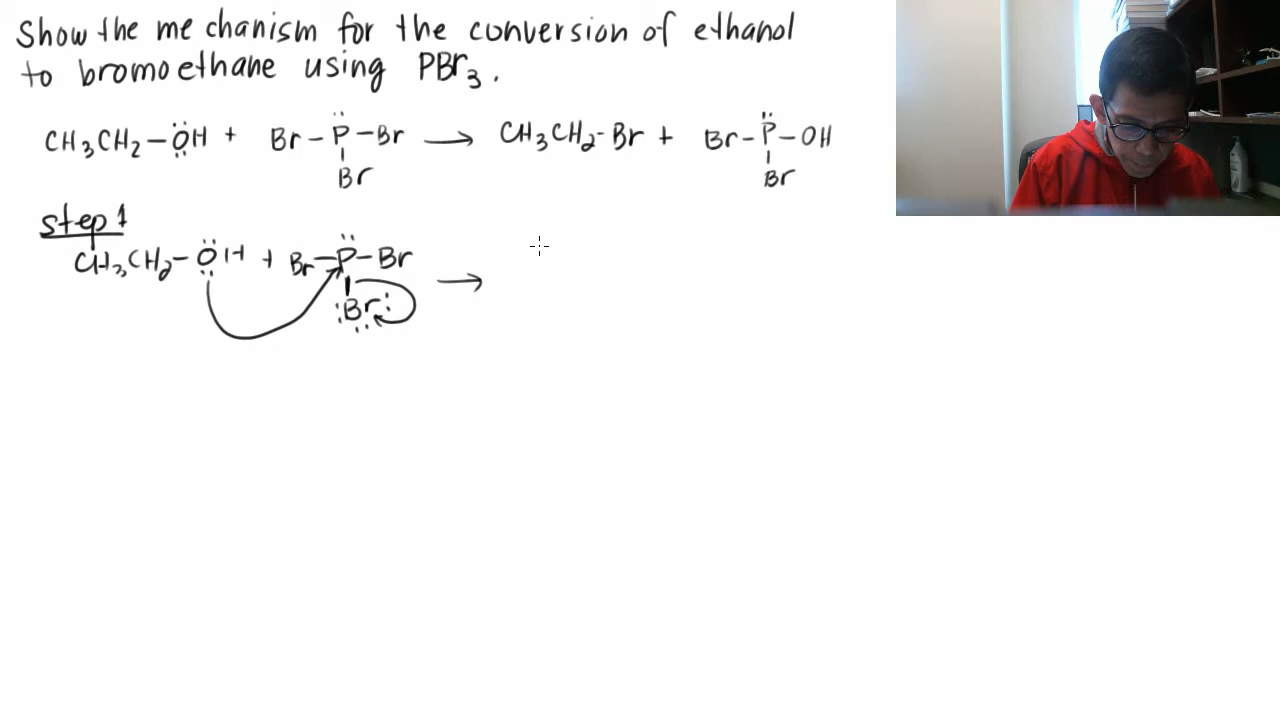 Show the mechanism for the conversion of ethanol
to bromoethane using PBr₃.
CH₃CH₂–ÖH + Br–P–Br → CH₃CH₂–Br + Br–P–OH
Br Br
step 1
CH₃CH₂–ÖH + Br–P–Br →
:Br: